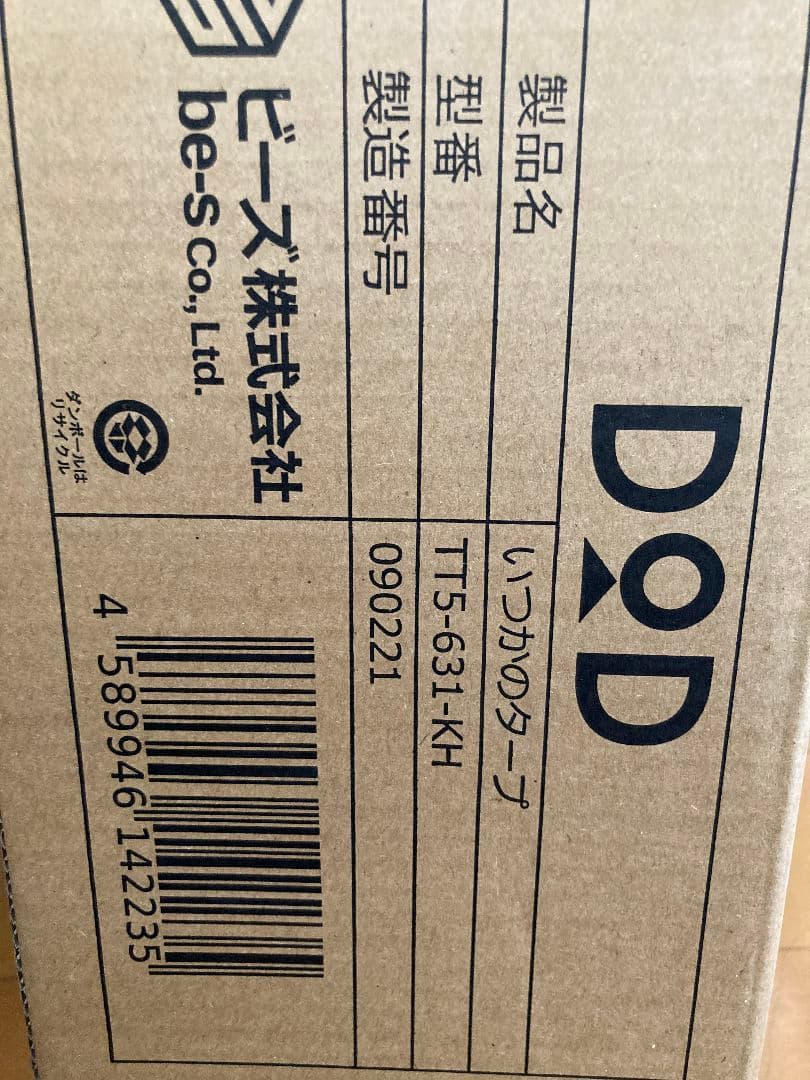 DOD
製品名 いつかのタープ
型番 TT5-631-KH
製造番号 090221
ビーズ株式会社
be-S Co., Ltd.
ダンボールは
リサイクル
4 589946 142235